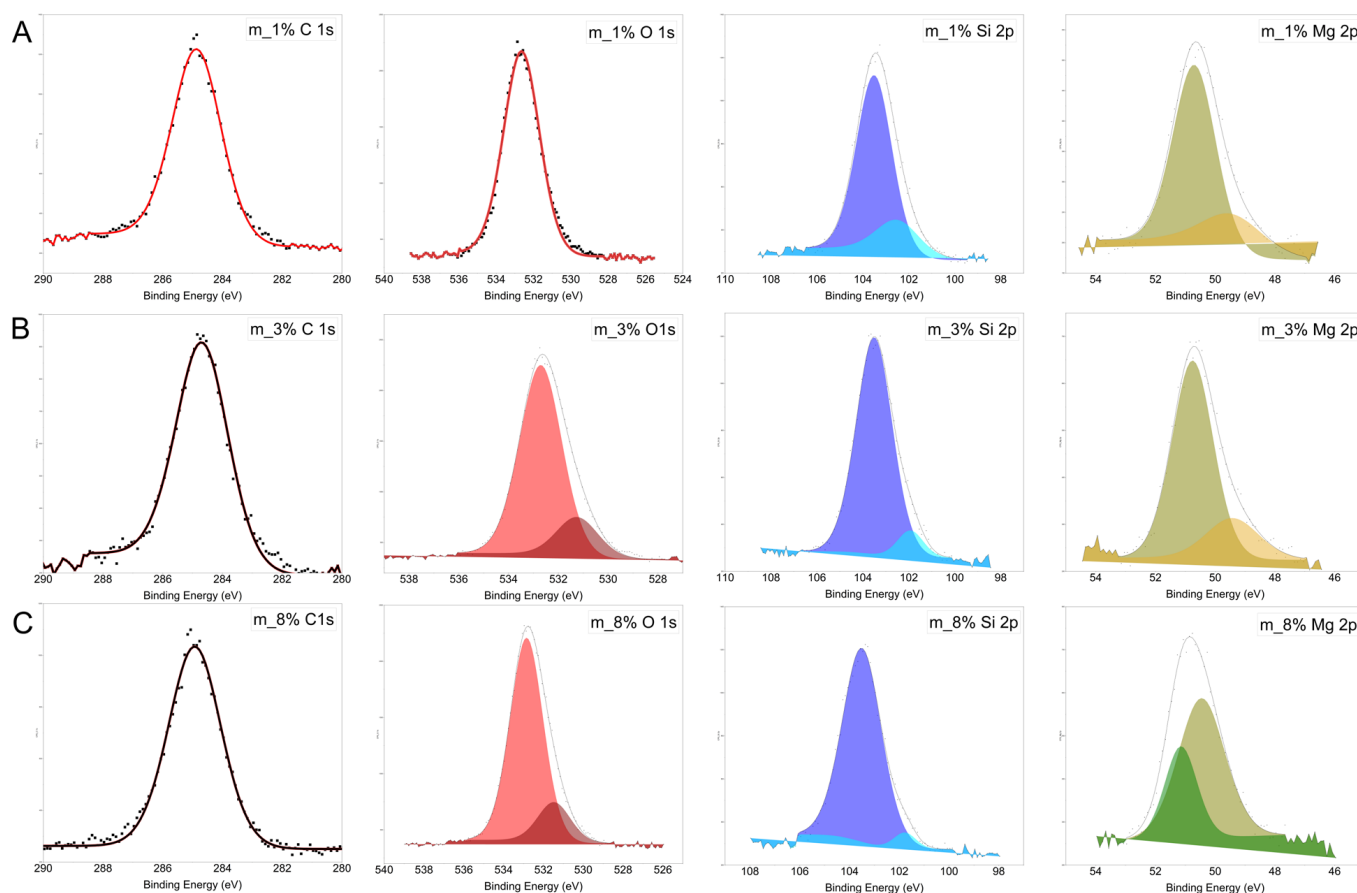 A
m_1% C 1s
m_1% O 1s
m_1% Si 2p
m_1% Mg 2p
290 288 286 284 282 280
540 538 536 534 532 530 528 526 524
110 108 106 104 102 100 98
54 52 50 48 46
Binding Energy (eV)
Binding Energy (eV)
Binding Energy (eV)
Binding Energy (eV)
B
m_3% C 1s
m_3% O1s
m_3% Si 2p
m_3% Mg 2p
290 288 286 284 282 280
538 536 534 532 530 528
110 108 106 104 102 100 98
54 52 50 48 46
Binding Energy (eV)
Binding Energy (eV)
Binding Energy (eV)
Binding Energy (eV)
C
m_8% C1s
m_8% O 1s
m_8% Si 2p
m_8% Mg 2p
290 288 286 284 282 280
538 536 534 532 530 528 526
108 106 104 102 100 98
54 52 50 48 46
Binding Energy (eV)
Binding Energy (eV)
Binding Energy (eV)
Binding Energy (eV)